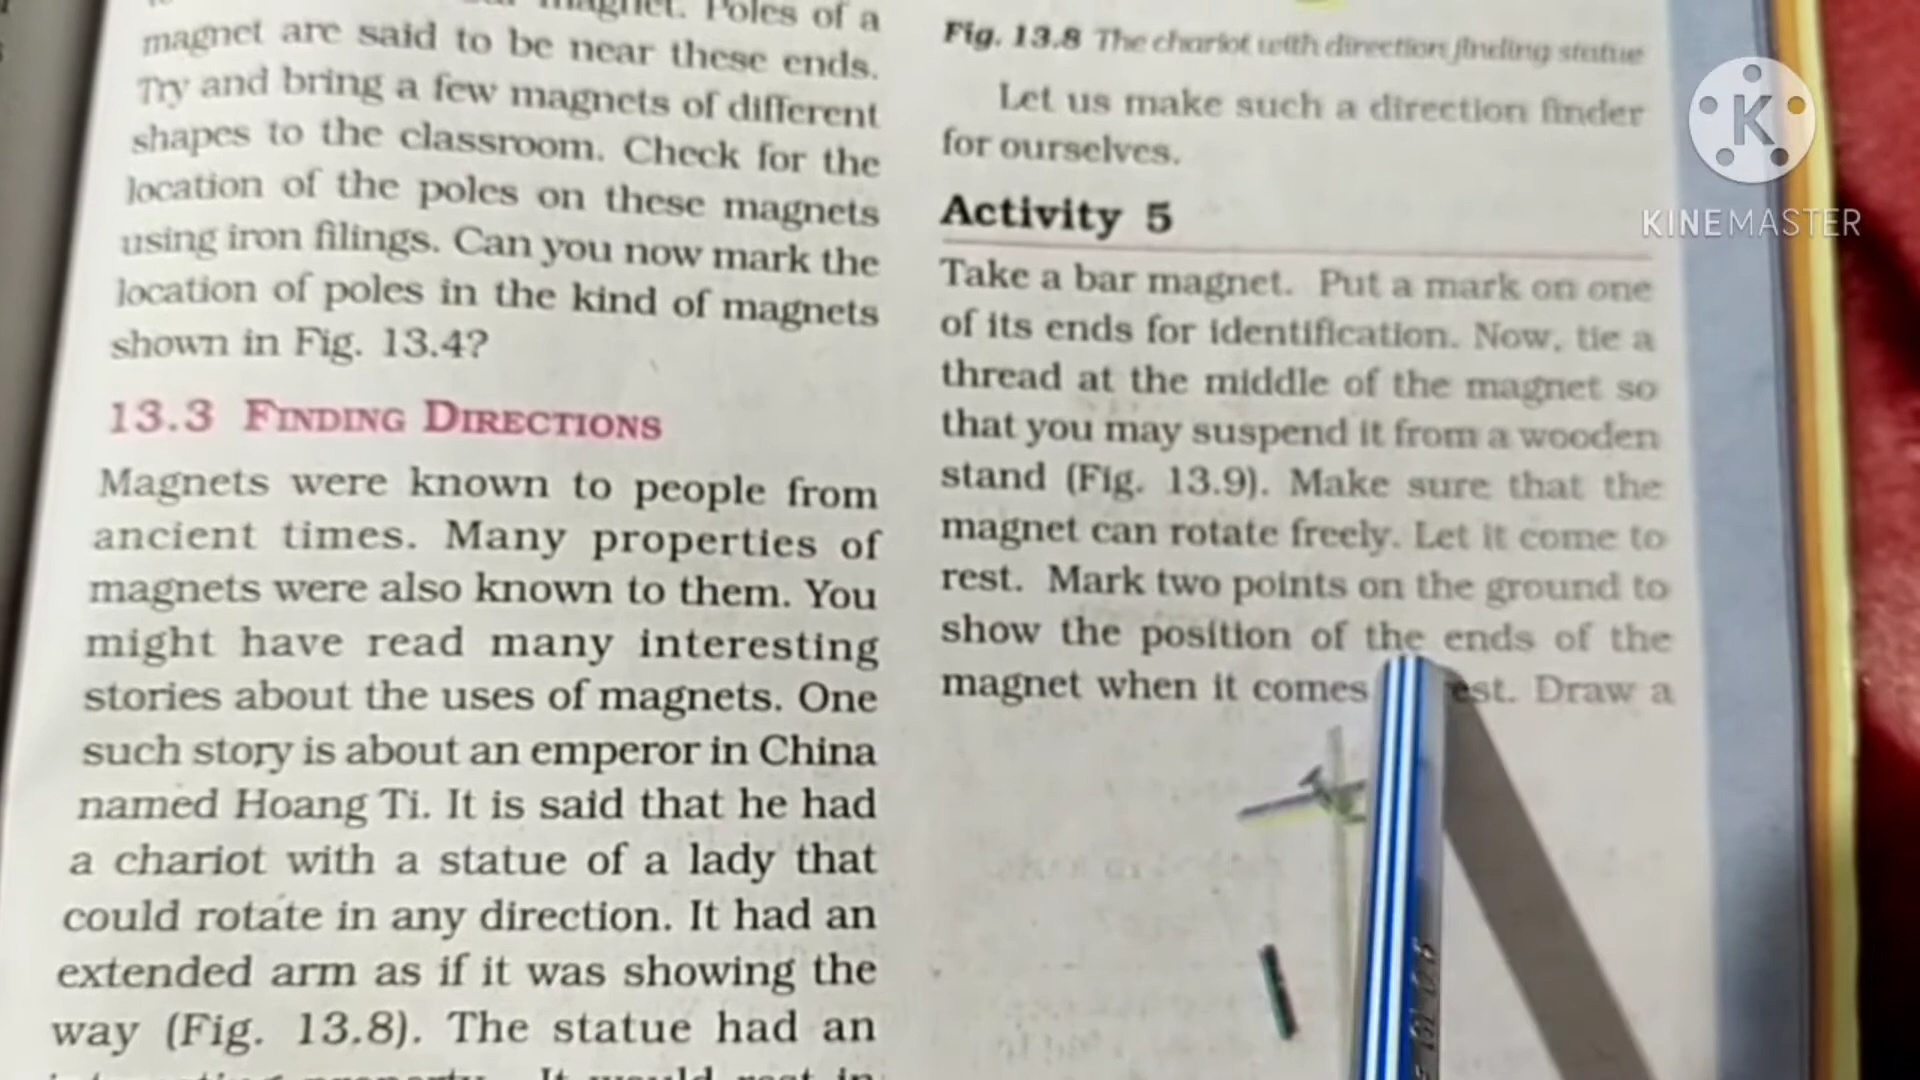 magnet. Poles of a
magnet are said to be near these ends.
Try and bring a few magnets of different
shapes to the classroom. Check for the
location of the poles on these magnets
using iron filings. Can you now mark the
location of poles in the kind of magnets
shown in Fig. 13.4?
13.3 FINDING DIRECTIONS
Magnets were known to people from
ancient times. Many properties of
magnets were also known to them. You
might have read many interesting
stories about the uses of magnets. One
such story is about an emperor in China
named Hoang Ti. It is said that he had
a chariot with a statue of a lady that
could rotate in any direction. It had an
extended arm as if it was showing the
way (Fig. 13.8). The statue had an
It would rest in
Fig. 13.8 The chariot with direction finding statue
Let us make such a direction finder
for ourselves.
Activity 5
Take a bar magnet. Put a mark on one
of its ends for identification. Now, tie a
thread at the middle of the magnet so
that you may suspend it from a wooden
stand (Fig. 13.9). Make sure that the
magnet can rotate freely. Let it come to
rest. Mark two points on the ground to
show the position of the ends of the
magnet when it comes est. Draw a
K
KINEMASTER